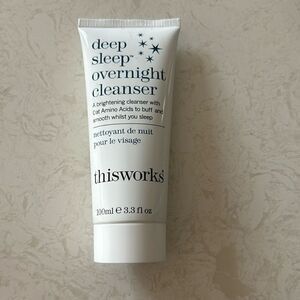 deep
sleep™
overnight
cleanser
A brightening cleanser with
Oat Amino Acids to buff and
smooth whilst you sleep
nettoyant de nuit
pour le visage
thisworks®
100ml e 3.3 fl oz